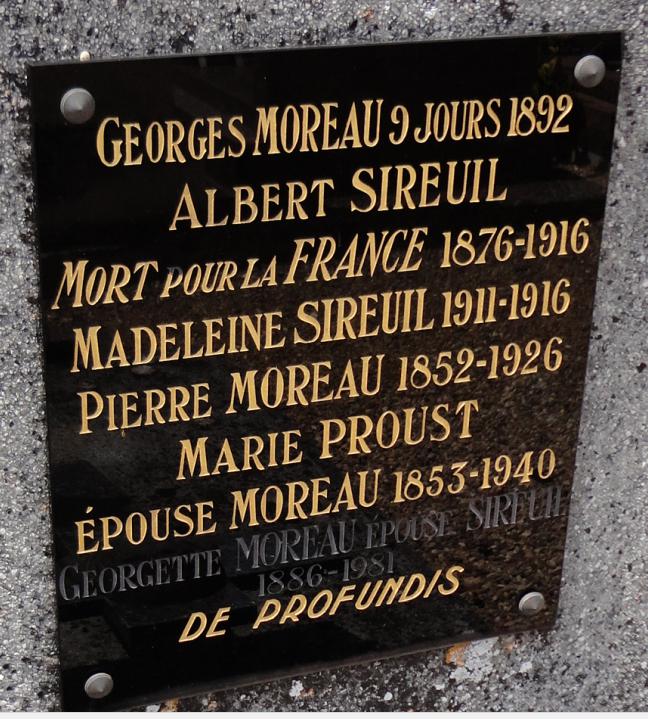 GEORGES MOREAU 9 JOURS 1892
ALBERT SIREUIL
MORT POUR LA FRANCE 1876-1916
MADELEINE SIREUIL 1911-1916
PIERRE MOREAU 1852-1926
MARIE PROUST
ÉPOUSE MOREAU 1853-1940
GEORGETTE MOREAU ÉPOUSE SIREUIL
1886-1981
DE PROFUNDIS